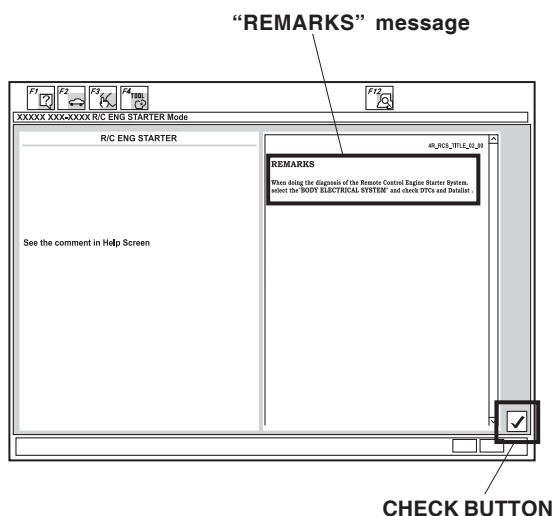 “REMARKS” message
F1 F2 F3 F4 TOOL F12
XXXXX XXX-XXXX R/C ENG STARTER Mode
R/C ENG STARTER
See the comment in Help Screen
4R_RCS_TITLE_02_00
REMARKS
When doing the diagnosis of the Remote Control Engine Starter System.
select the"BODY ELECTRICAL SYSTEM" and check DTCs and Datalist .
CHECK BUTTON